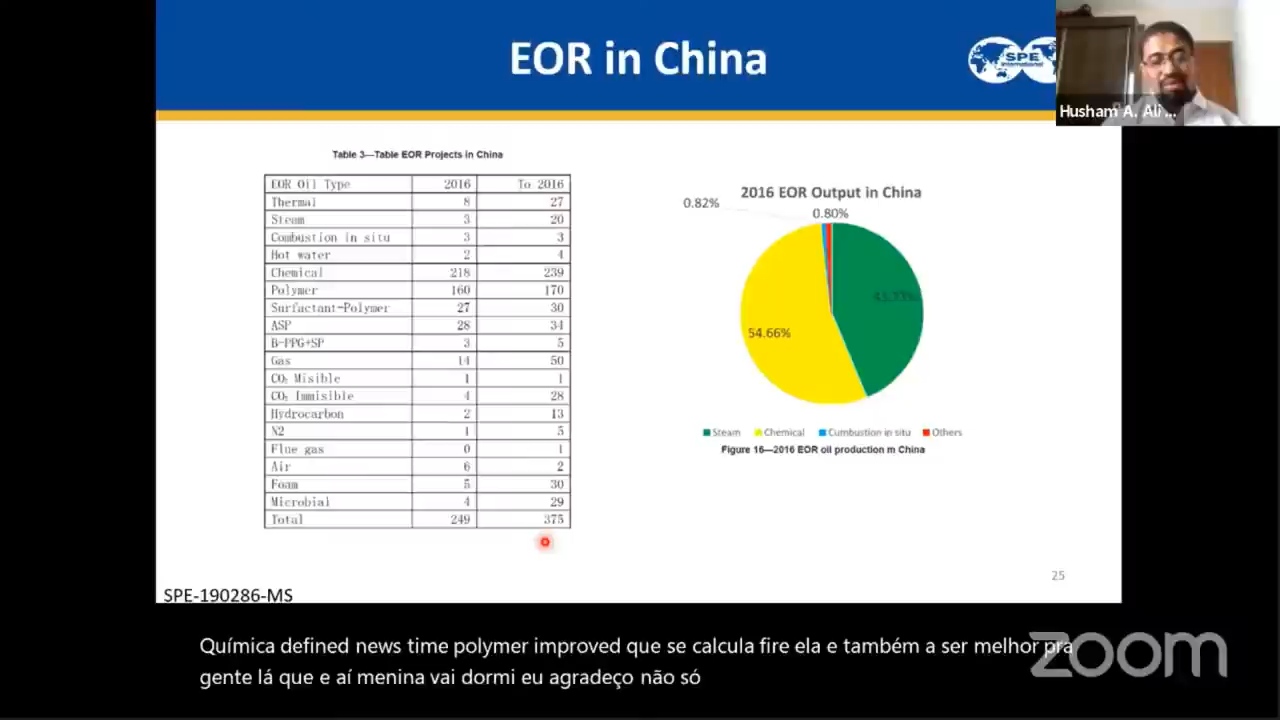 EOR in China
SPE
International
Husham A. Ali ...
Table 3—Table EOR Projects in China
EOR Oil Type 2016 To 2016
Thermal 8 27
Steam 3 20
Combustion in situ 3 3
Hot water 2 4
Chemical 218 239
Polymer 160 170
Surfactant-Polymer 27 30
ASP 28 34
B-PPG+SP 3 5
Gas 14 50
CO₂ Misible 1 1
CO₂ Immisible 4 28
Hydrocarbon 2 13
N2 1 5
Flue gas 0 1
Air 6 2
Foam 5 30
Microbial 4 29
Total 249 375
2016 EOR Output in China
0.82%
0.80%
54.66%
Steam Chemical Cumbustion in situ Others
Figure 16—2016 EOR oil production m China
25
SPE-190286-MS
Química defined news time polymer improved que se calcula fire ela e também a ser melhor pra
gente lá que e aí menina vai dormi eu agradeço não só
zoom